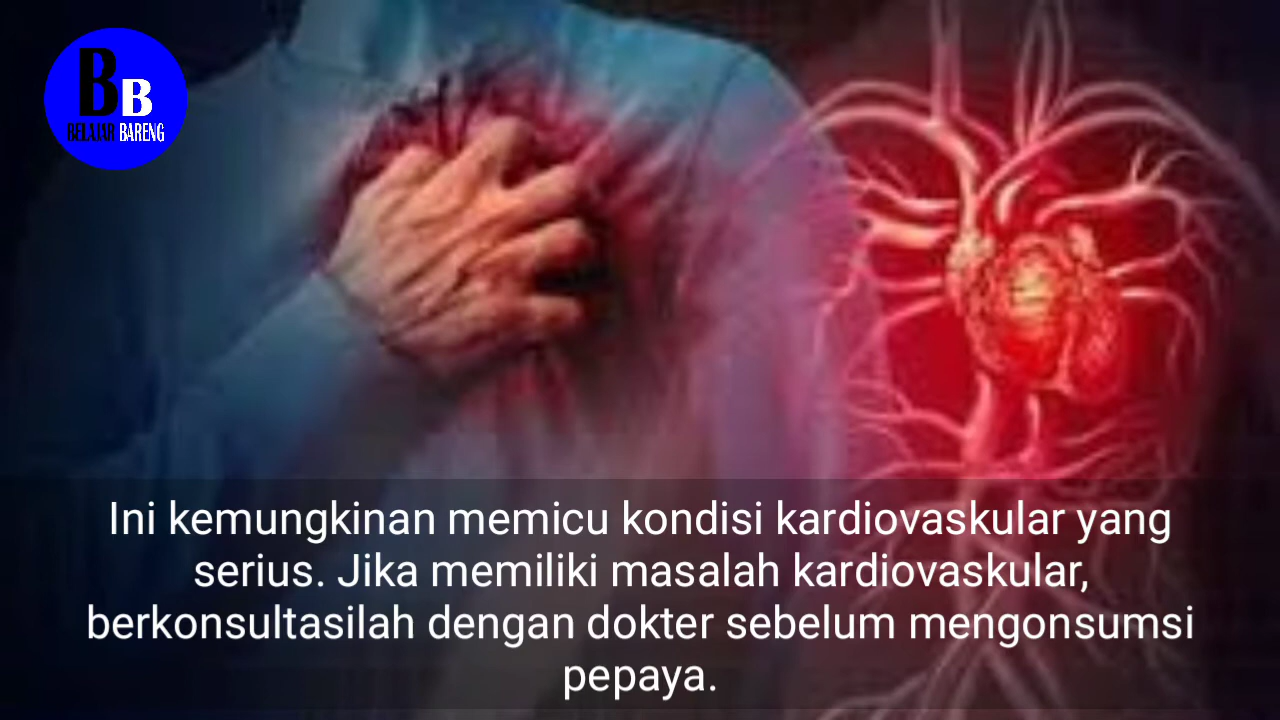 BB
BELAJAR BARENG
Ini kemungkinan memicu kondisi kardiovaskular yang
serius. Jika memiliki masalah kardiovaskular,
berkonsultasilah dengan dokter sebelum mengonsumsi
pepaya.